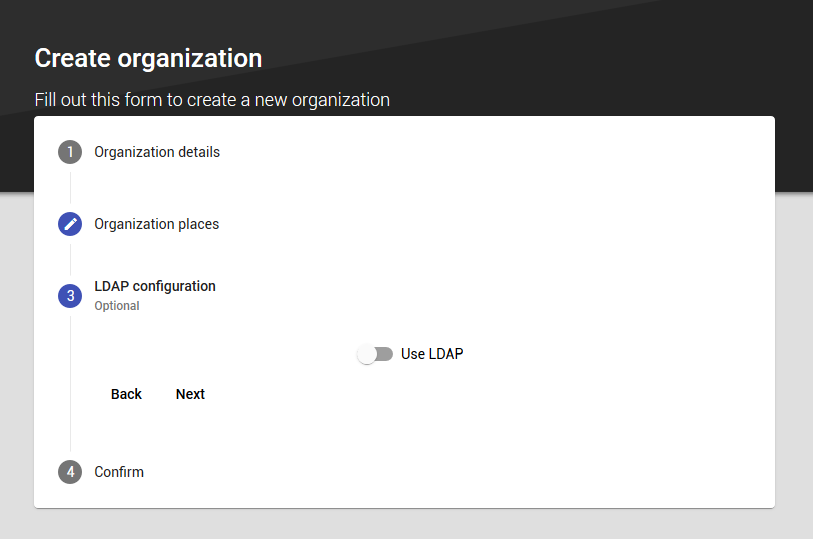 Create organization
Fill out this form to create a new organization
1 Organization details
Organization places
3 LDAP configuration
Optional
Use LDAP
Back Next
4 Confirm